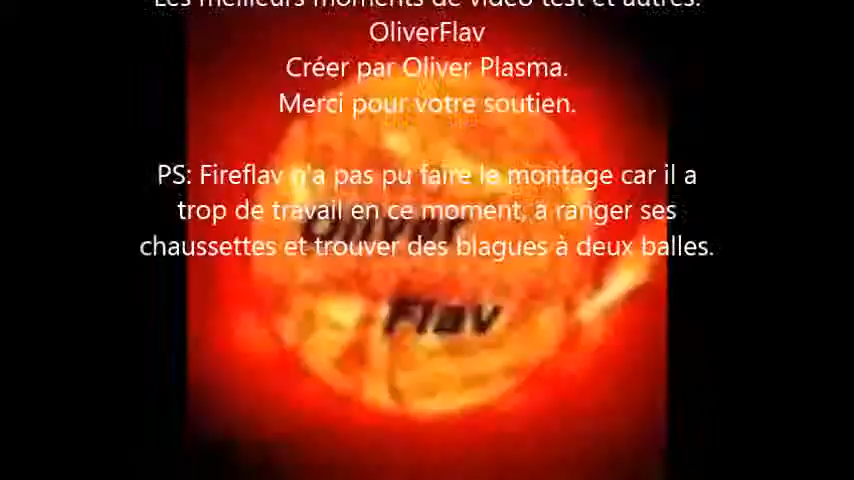 Les meilleurs moments de vidéo test et autres.
OliverFlav
Créer par Oliver Plasma.
Merci pour votre soutien.
PS: Fireflav n'a pas pu faire le montage car il a
trop de travail en ce moment, a ranger ses
chaussettes et trouver des blagues à deux balles.
Oliver
Flav